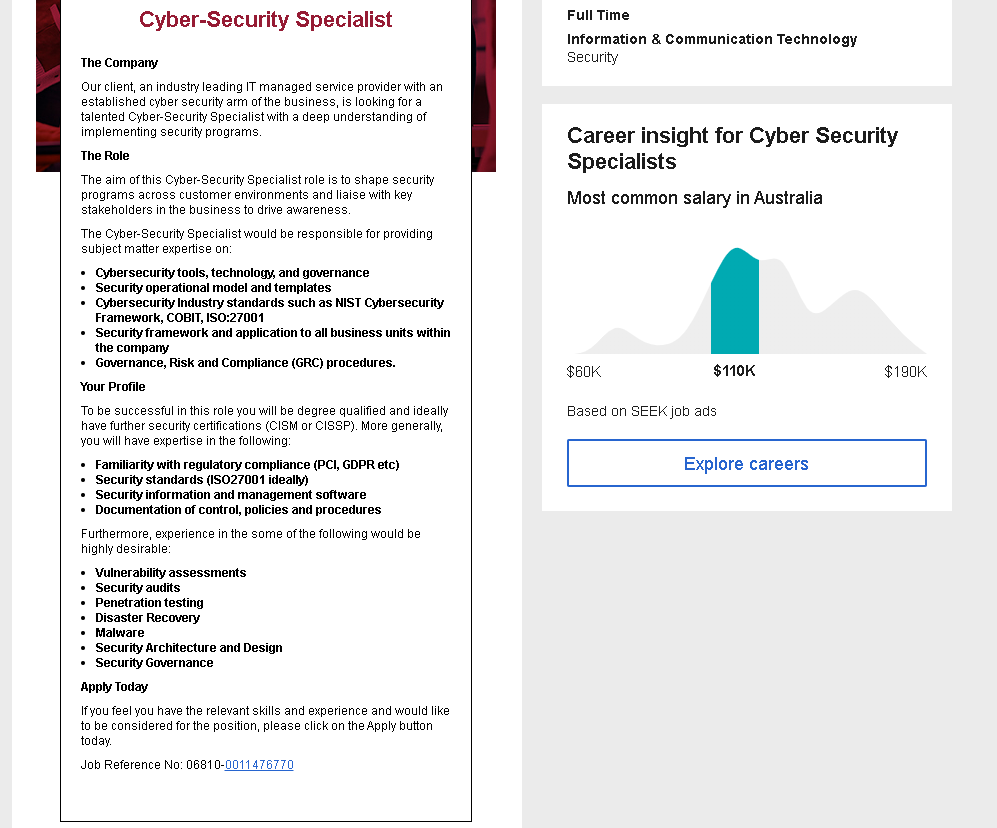 Cyber-Security Specialist
The Company
Our client, an industry leading IT managed service provider with an
established cyber security arm of the business, is looking for a
talented Cyber-Security Specialist with a deep understanding of
implementing security programs.
The Role
The aim of this Cyber-Security Specialist role is to shape security
programs across customer environments and liaise with key
stakeholders in the business to drive awareness.
The Cyber-Security Specialist would be responsible for providing
subject matter expertise on:
• Cybersecurity tools, technology, and governance
• Security operational model and templates
• Cybersecurity Industry standards such as NIST Cybersecurity
Framework, COBIT, ISO:27001
• Security framework and application to all business units within
the company
• Governance, Risk and Compliance (GRC) procedures.
Your Profile
To be successful in this role you will be degree qualified and ideally
have further security certifications (CISM or CISSP). More generally,
you will have expertise in the following:
• Familiarity with regulatory compliance (PCI, GDPR etc)
• Security standards (ISO27001 ideally)
• Security information and management software
• Documentation of control, policies and procedures
Furthermore, experience in the some of the following would be
highly desirable:
• Vulnerability assessments
• Security audits
• Penetration testing
• Disaster Recovery
• Malware
• Security Architecture and Design
• Security Governance
Apply Today
If you feel you have the relevant skills and experience and would like
to be considered for the position, please click on the Apply button
today.
Job Reference No: 06810-0011476770
Full Time
Information & Communication Technology
Security
Career insight for Cyber Security
Specialists
Most common salary in Australia
$60K $110K $190K
Based on SEEK job ads
Explore careers